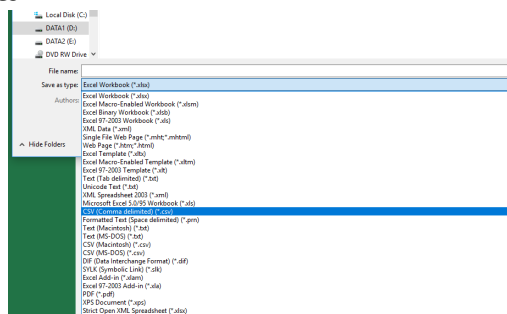 Local Disk (C:)
DATA1 (D:)
DATA2 (E:)
DVD RW Drive
File name:
Save as type: Excel Workbook (*.xlsx)
Authors:
Excel Workbook (*.xlsx)
Excel Macro-Enabled Workbook (*.xlsm)
Excel Binary Workbook (*.xlsb)
Excel 97-2003 Workbook (*.xls)
XML Data (*.xml)
Single File Web Page (*.mht;*.mhtml)
Web Page (*.htm;*.html)
Hide Folders
Excel Template (*.xltx)
Excel Macro-Enabled Template (*.xltm)
Excel 97-2003 Template (*.xlt)
Text (Tab delimited) (*.txt)
Unicode Text (*.txt)
XML Spreadsheet 2003 (*.xml)
Microsoft Excel 5.0/95 Workbook (*.xls)
CSV (Comma delimited) (*.csv)
Formatted Text (Space delimited) (*.prn)
Text (Macintosh) (*.txt)
Text (MS-DOS) (*.txt)
CSV (Macintosh) (*.csv)
CSV (MS-DOS) (*.csv)
DIF (Data Interchange Format) (*.dif)
SYLK (Symbolic Link) (*.slk)
Excel Add-in (*.xlam)
Excel 97-2003 Add-in (*.xla)
PDF (*.pdf)
XPS Document (*.xps)
Strict Open XML Spreadsheet (*.xlsx)